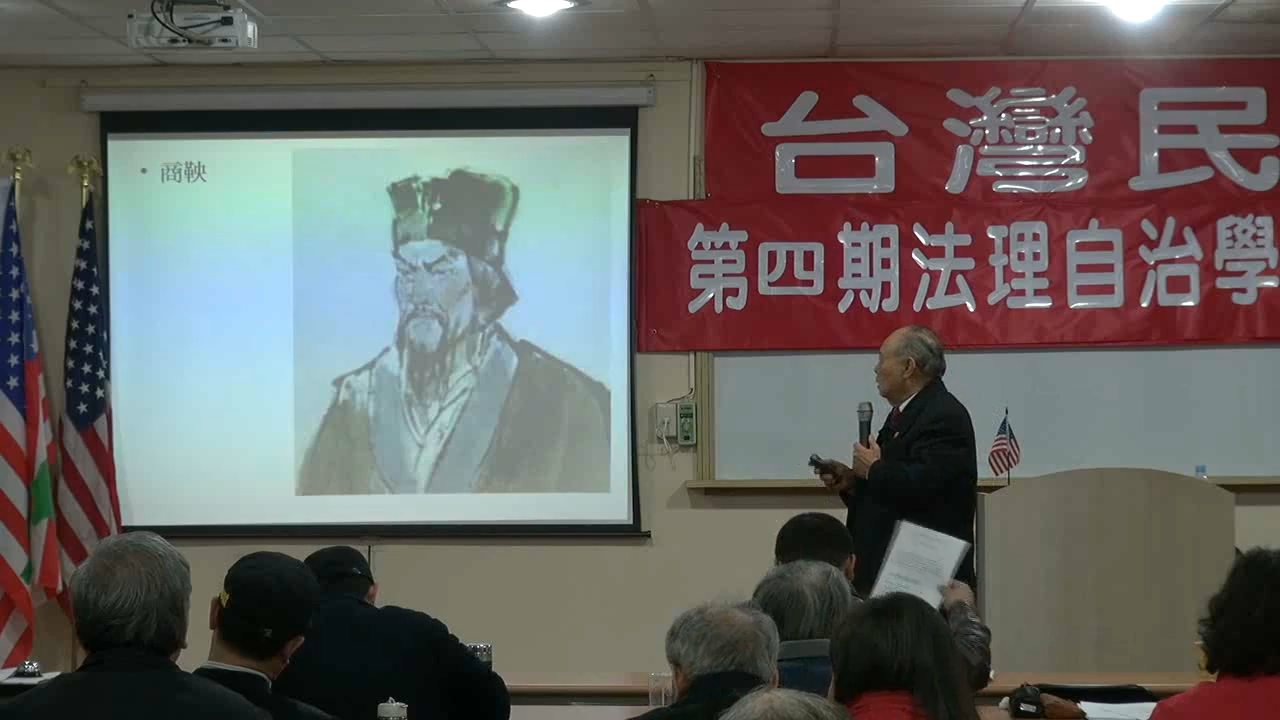 • 商鞅
台灣民
第四期法理自治學